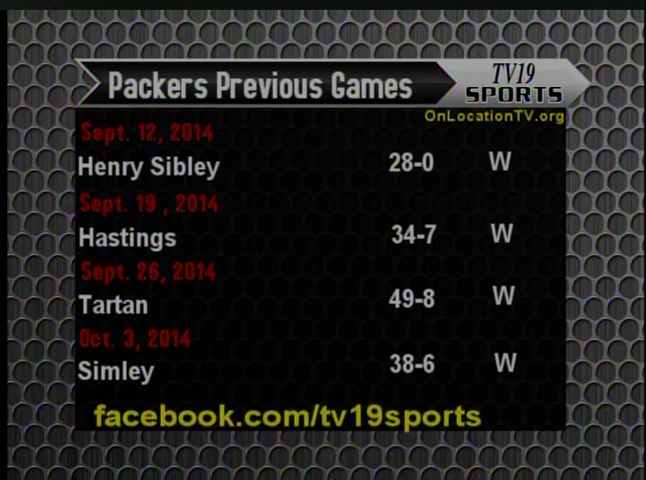 Packers Previous Games
TV19
SPORTS
OnLocationTV.org
Sept. 12, 2014
Henry Sibley 28-0 W
Sept. 19 , 2014
Hastings 34-7 W
Sept. 26, 2014
Tartan 49-8 W
Oct. 3, 2014
Simley 38-6 W
facebook.com/tv19sports